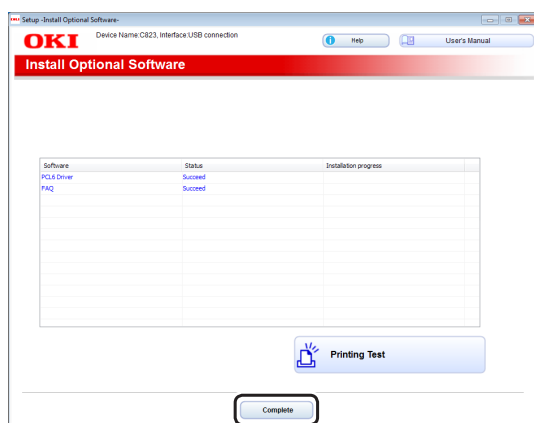 OKI Setup -Install Optional Software-
OKI Device Name:C823, Interface:USB connection Help User's Manual
Install Optional Software
Software Status Installation progress
PCL6 Driver Succeed
FAQ Succeed
Printing Test
Complete